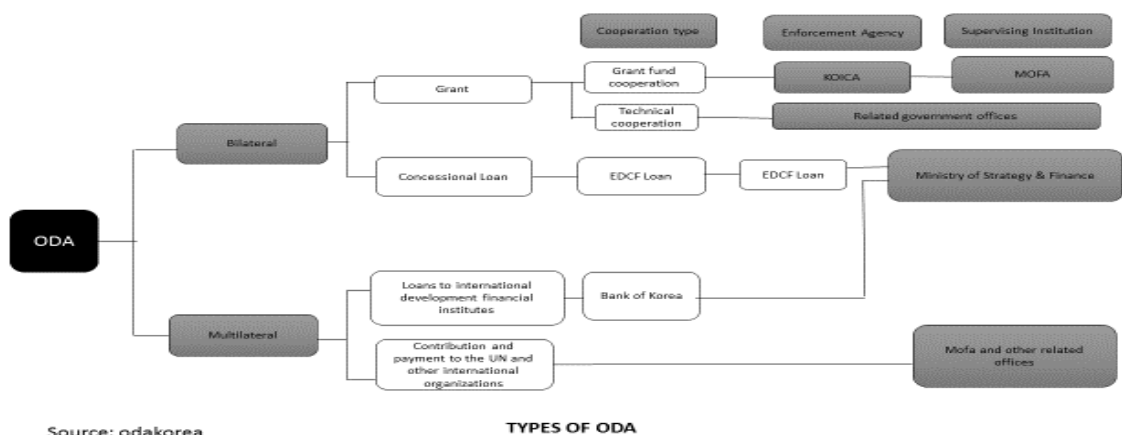 Cooperation type
Enforcement Agency
Supervising Institution
Grant
Grant fund
cooperation
KOICA
MOFA
Technical
cooperation
Related government offices
Bilateral
Concessional Loan
EDCF Loan
EDCF Loan
Ministry of Strategy & Finance
ODA
Loans to international
development financial
institutes
Bank of Korea
Multilateral
Contribution and
payment to the UN and
other international
organizations
Mofa and other related
offices
Source: odakorea
TYPES OF ODA